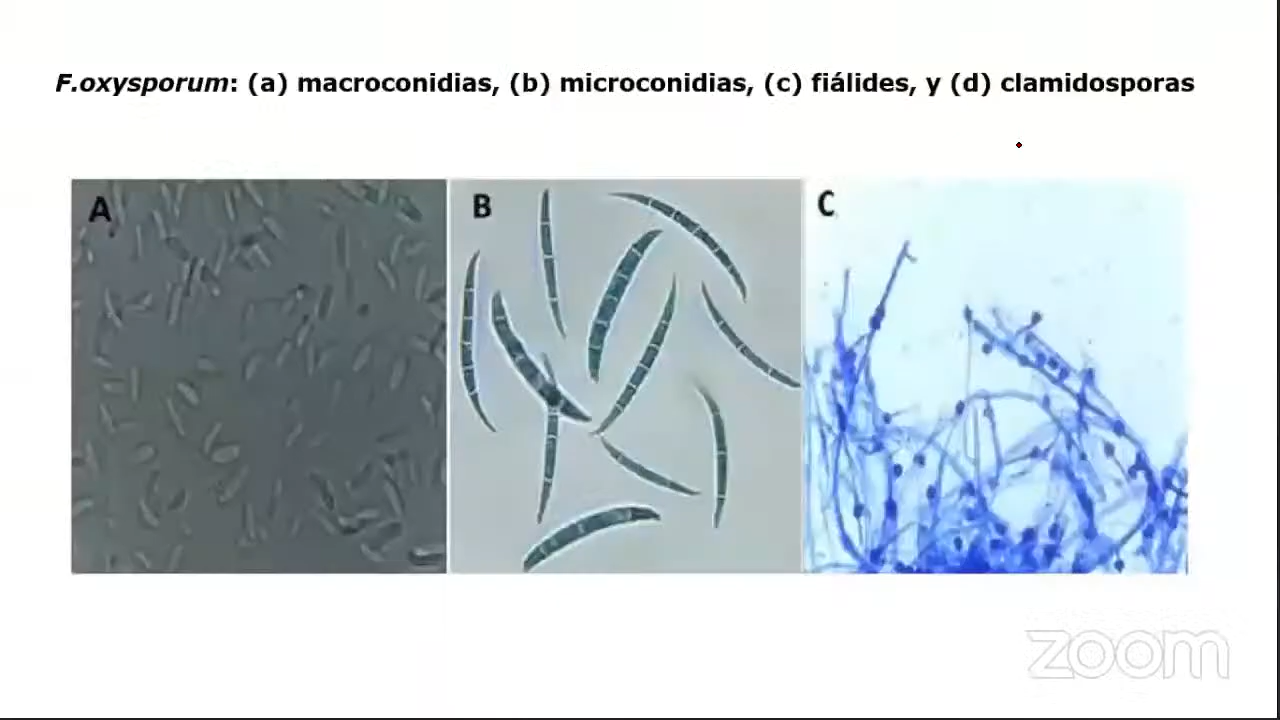 F.oxysporum: (a) macroconidias, (b) microconidias, (c) fiálides, y (d) clamidosporas
A B C
zoom